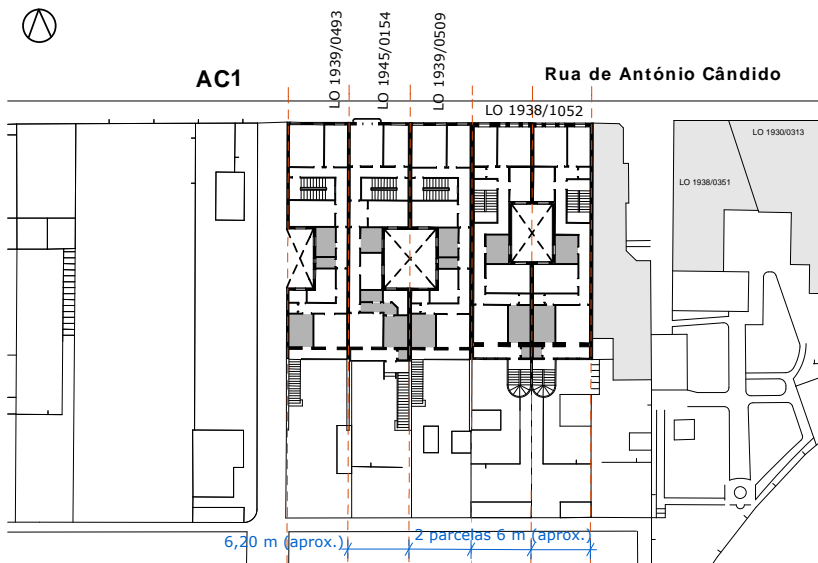 LO 1939/0493
LO 1945/0154
LO 1939/0509
AC1
Rua de António Cândido
LO 1938/1052
LO 1930/0313
LO 1938/0351
6,20 m (aprox.)
2 parcelas 6 m (aprox.)